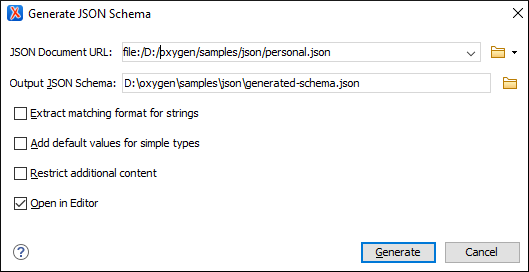 Generate JSON Schema
JSON Document URL: file:/D:/oxygen/samples/json/personal.json
Output JSON Schema: D:\oxygen\samples\json\generated-schema.json
Extract matching format for strings
Add default values for simple types
Restrict additional content
Open in Editor
? Generate Cancel